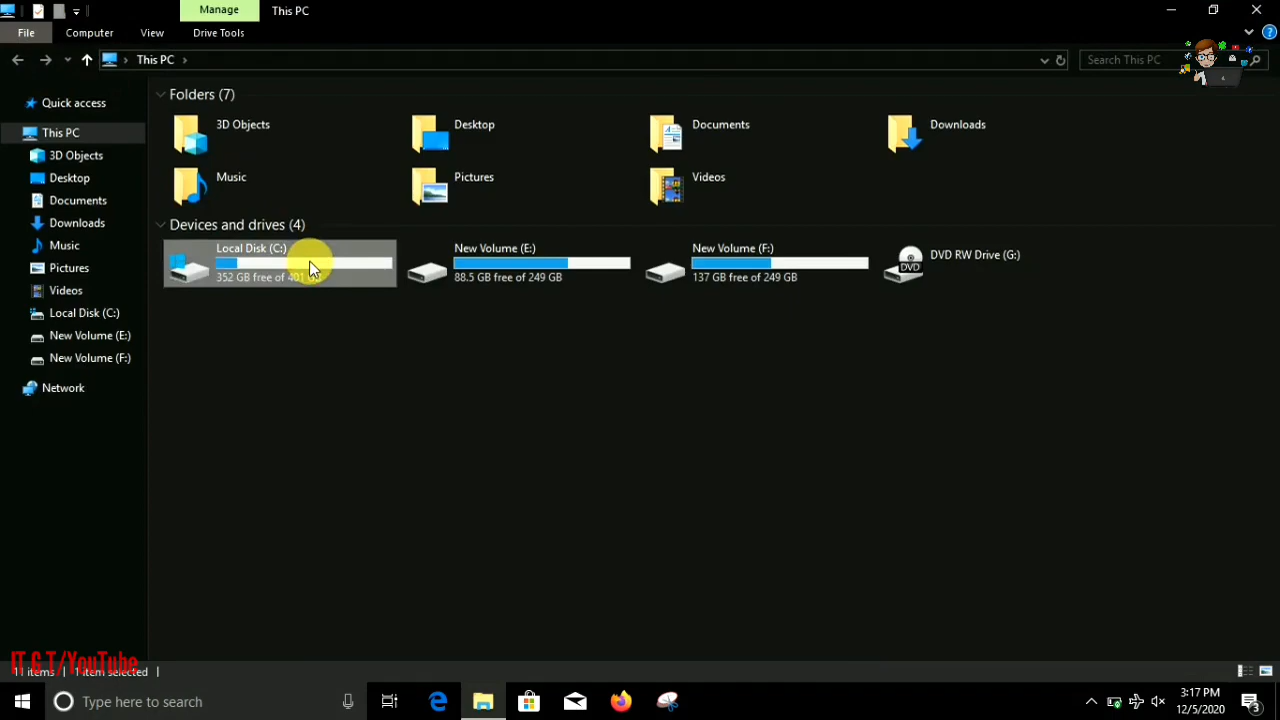 Manage
This PC
File
Computer
View
Drive Tools
This PC
Search This PC
Quick access
This PC
3D Objects
Desktop
Documents
Downloads
Music
Pictures
Videos
Local Disk (C:)
New Volume (E:)
New Volume (F:)
Network
Folders (7)
3D Objects
Desktop
Documents
Downloads
Music
Pictures
Videos
Devices and drives (4)
Local Disk (C:)
352 GB free of 401
New Volume (E:)
88.5 GB free of 249 GB
New Volume (F:)
137 GB free of 249 GB
DVD
DVD RW Drive (G:)
IT & T/YouTube
11 items
1 item selected
Type here to search
3:17 PM
12/5/2020
3